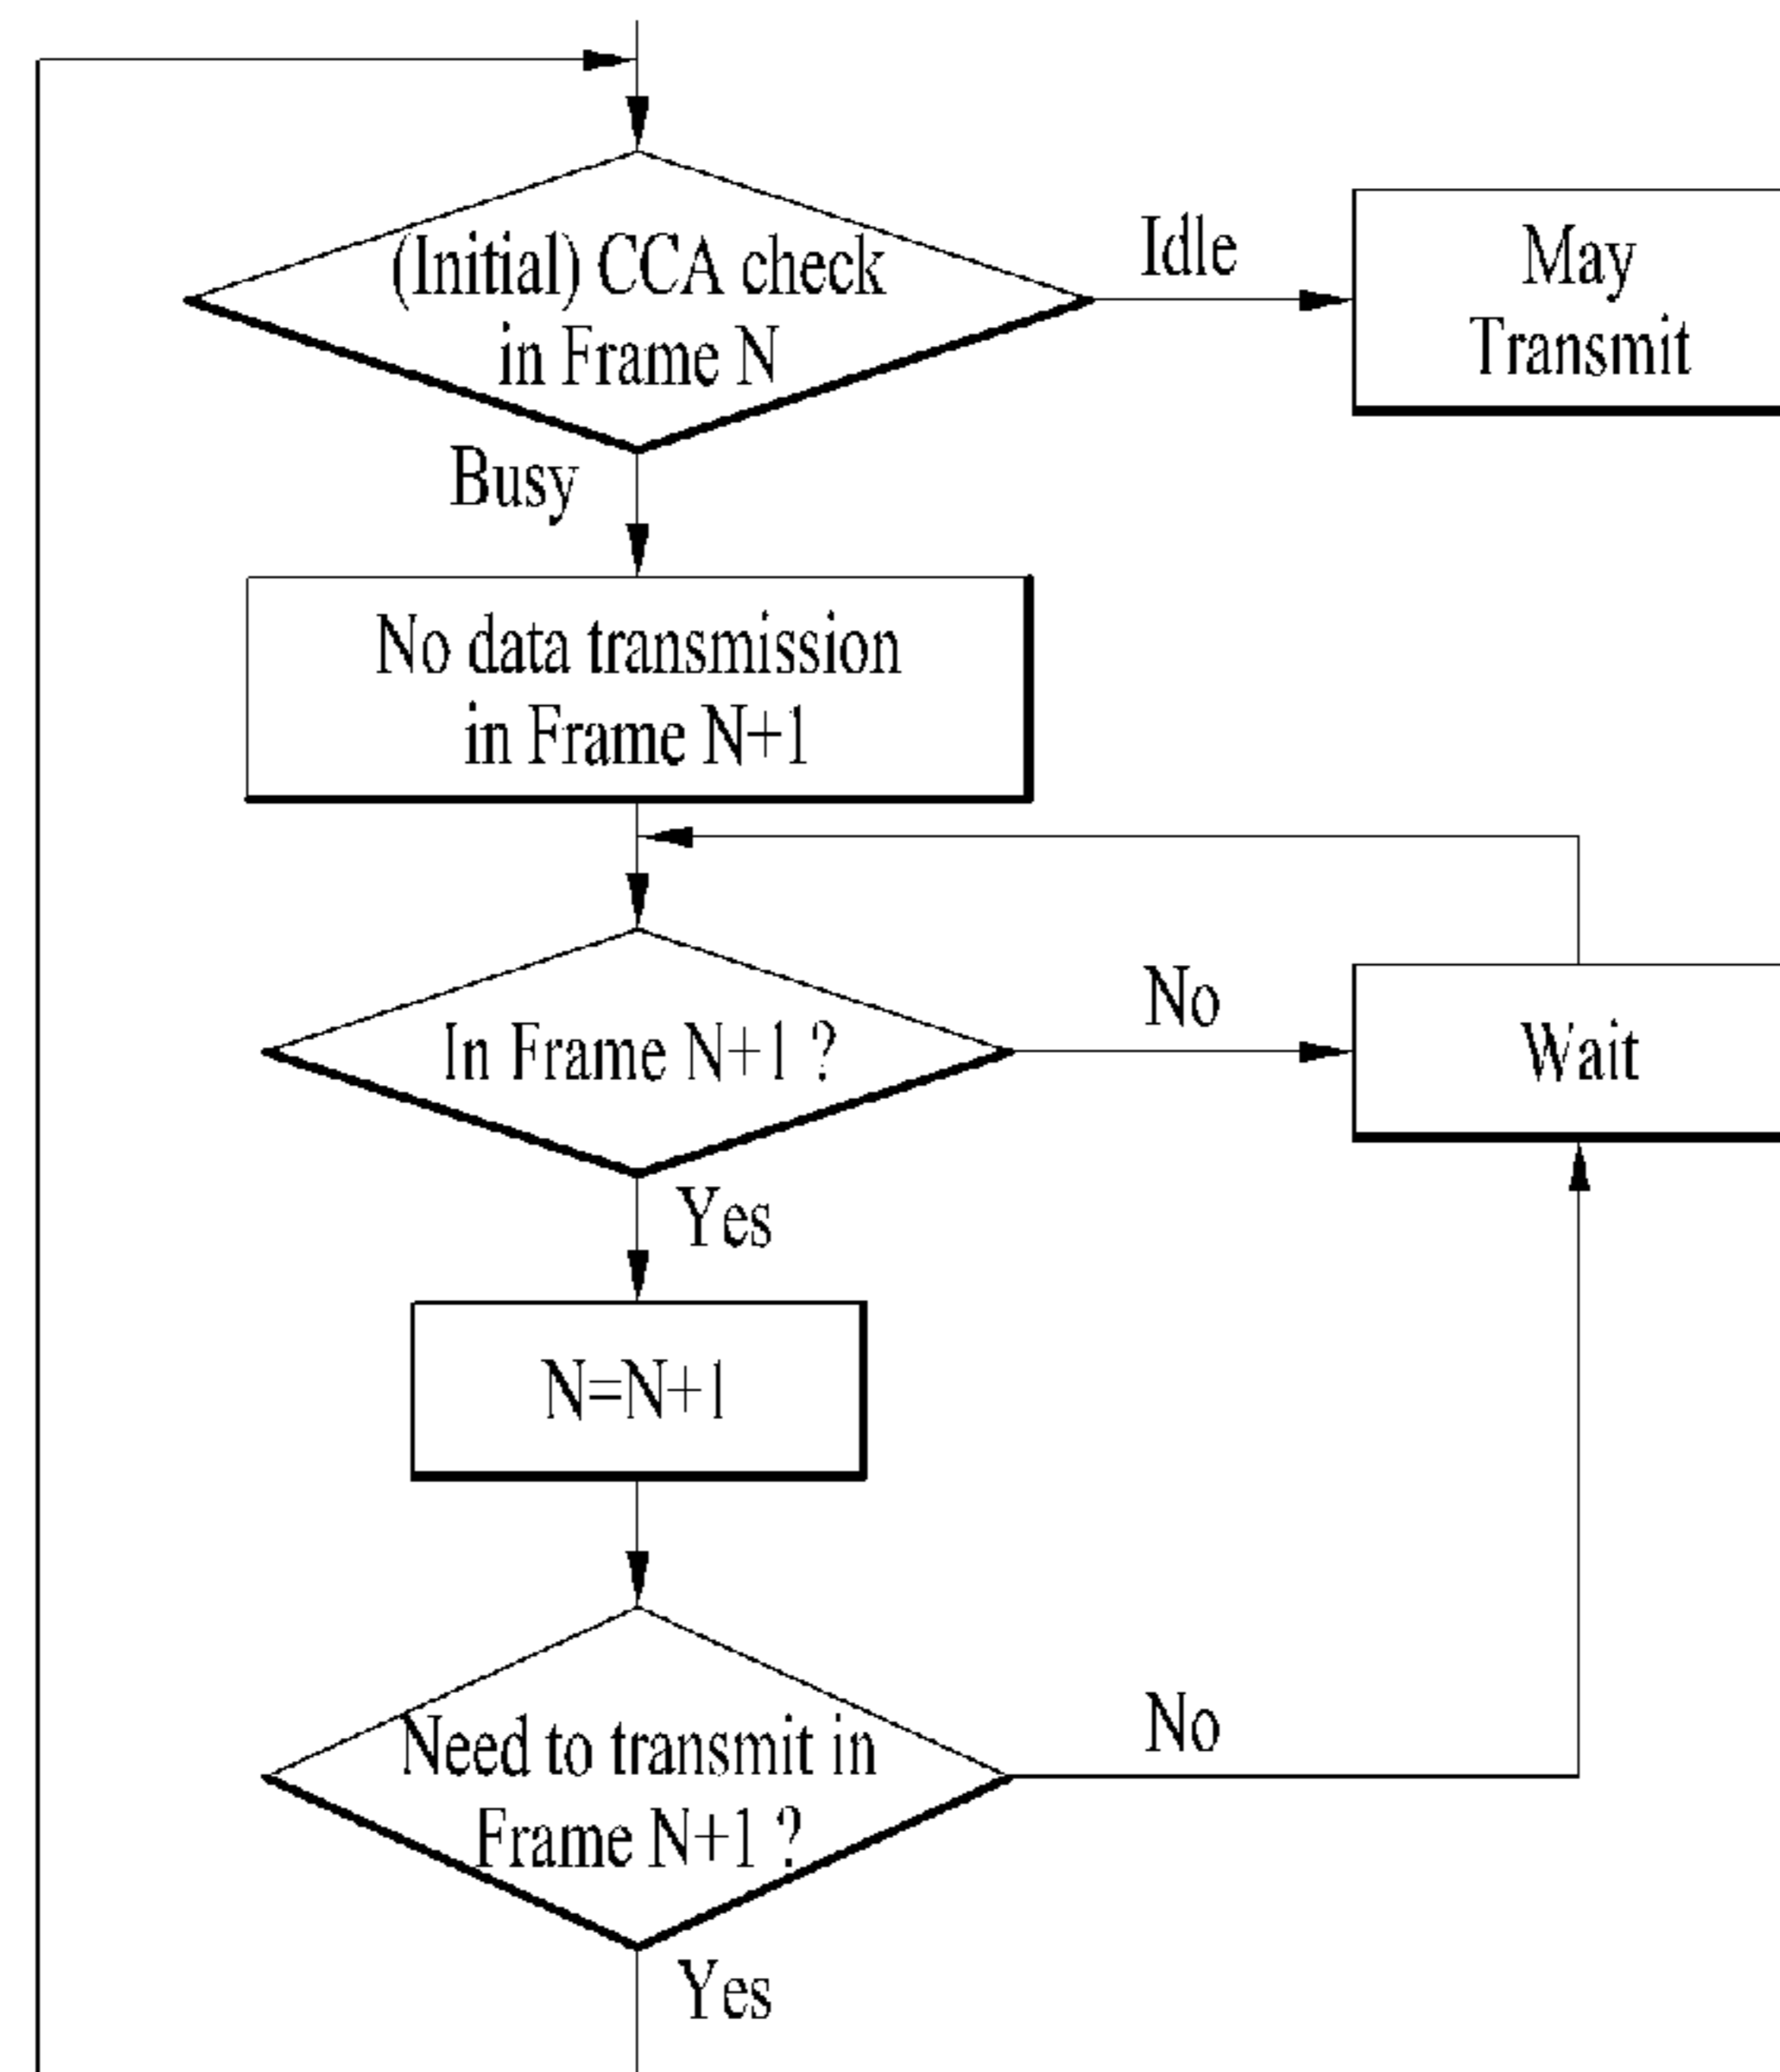 (Initial) CCA check
in Frame N
Idle
May
Transmit
Busy
No data transmission
in Frame N+1
In Frame N+1 ?
No
Wait
Yes
N=N+1
Need to transmit in
Frame N+1 ?
No
Yes